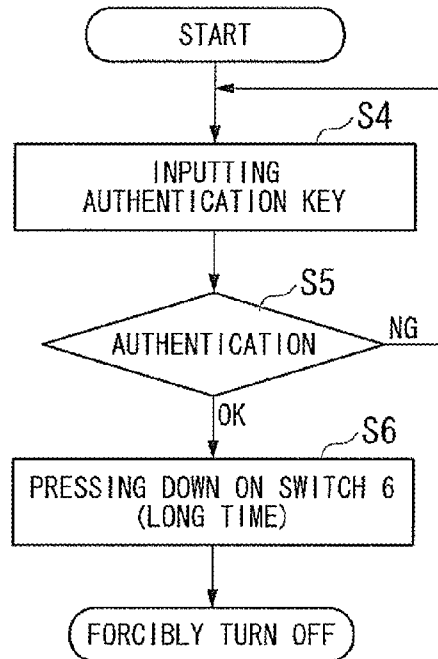 START
S4
INPUTTING
AUTHENTICATION KEY
S5
AUTHENTICATION
NG
OK
S6
PRESSING DOWN ON SWITCH 6
(LONG TIME)
FORCIBLY TURN OFF